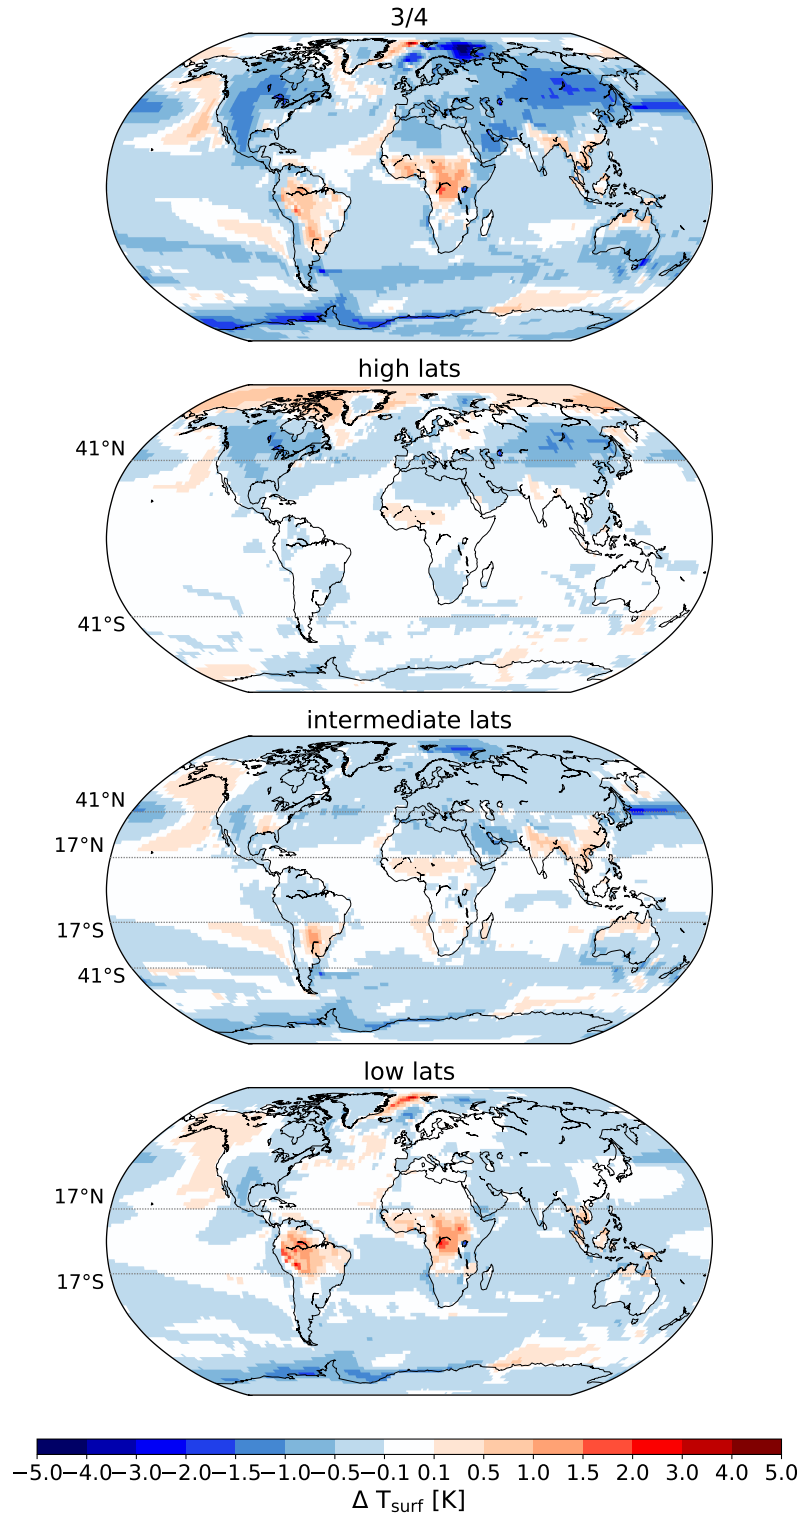 3/4
high lats
41°N
41°S
intermediate lats
41°N
17°N
17°S
41°S
low lats
17°N
17°S
−5.0 −4.0 −3.0 −2.0 −1.5 −1.0 −0.5 −0.1 0.1 0.5 1.0 1.5 2.0 3.0 4.0 5.0
Δ T_surf [K]